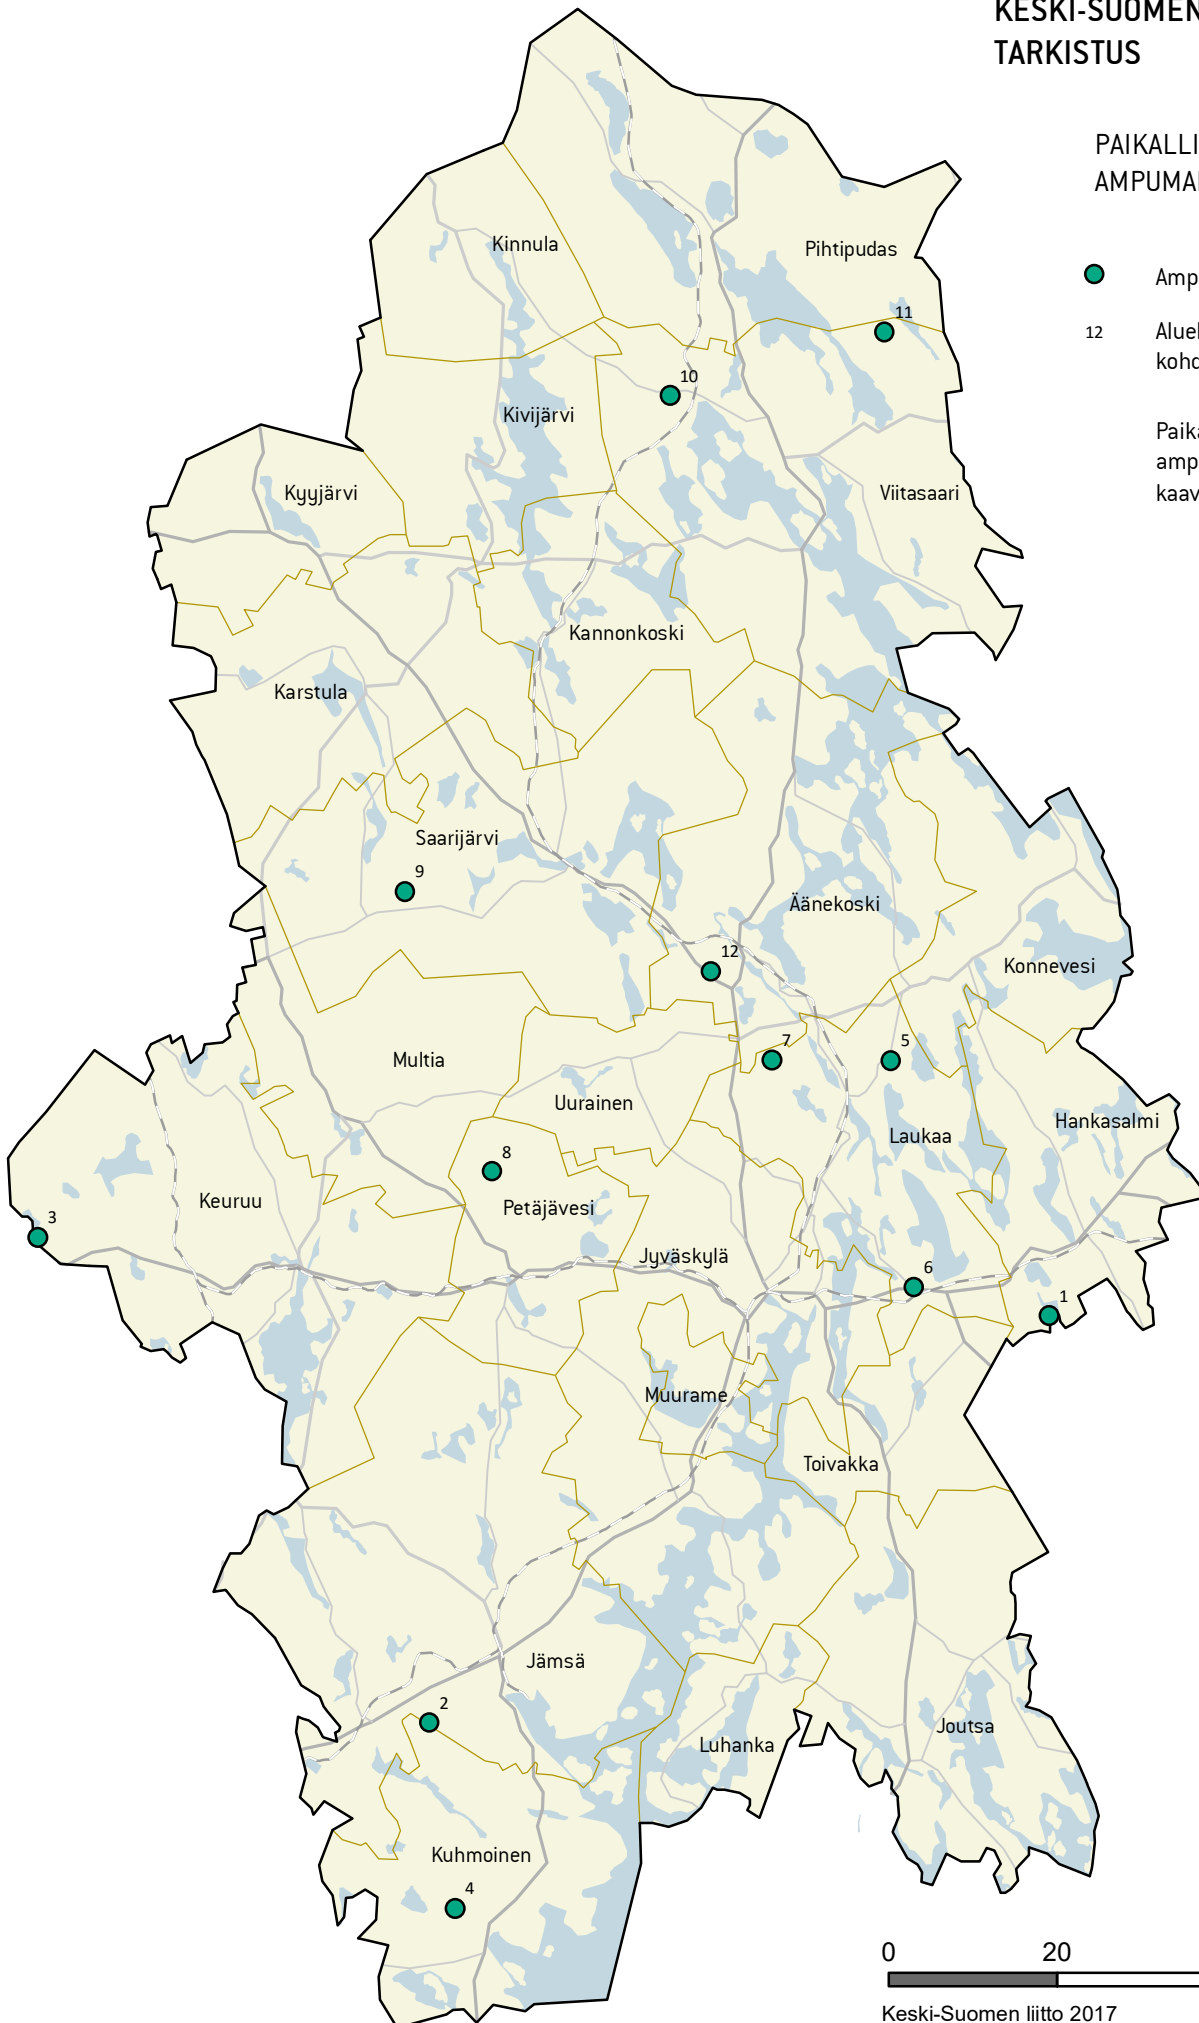 KESKI-SUOMEN
TARKISTUS
PAIKALLI
AMPUMA
Amp
12
Aluel
kohd
Paika
amp
kaav
Kinnula
Pihtipudas
11
10
Kivijärvi
Kyyjärvi
Viitasaari
Kannonkoski
Karstula
Saarijärvi
9
Äänekoski
12
Konnevesi
Multia
7
5
Uurainen
Hankasalmi
Laukaa
8
Keuruu
Petäjävesi
3
Jyväskylä
6
1
Muurame
Toivakka
Jämsä
2
Joutsa
Luhanka
Kuhmoinen
4
0 20
Keski-Suomen liitto 2017